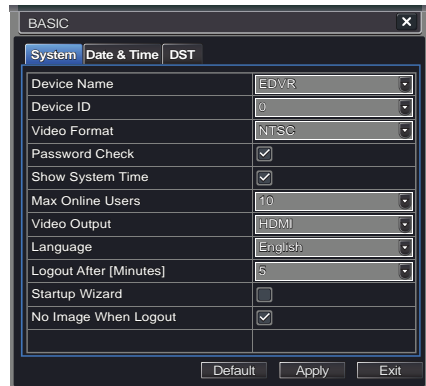 BASIC
System Date & Time DST
Device Name EDVR
Device ID 0
Video Format NTSC
Password Check
Show System Time
Max Online Users 10
Video Output HDMI
Language English
Logout After [Minutes] 5
Startup Wizard
No Image When Logout
Default Apply Exit